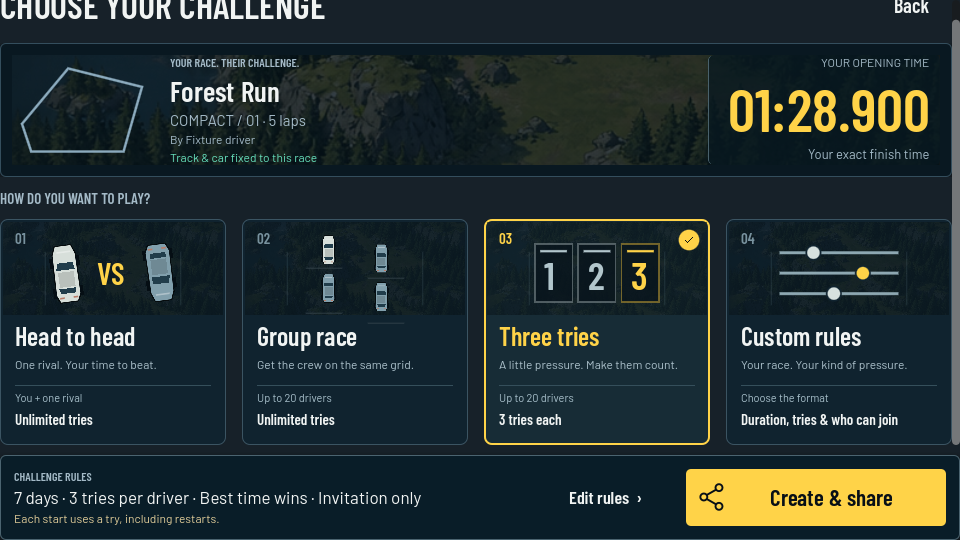 CHOOSE YOUR CHALLENGE
Back
YOUR RACE. THEIR CHALLENGE.
Forest Run
COMPACT / 01 · 5 laps
By Fixture driver
Track & car fixed to this race
YOUR OPENING TIME
01:28.900
Your exact finish time
HOW DO YOU WANT TO PLAY?
01
VS
Head to head
One rival. Your time to beat.
You + one rival
Unlimited tries
02
Group race
Get the crew on the same grid.
Up to 20 drivers
Unlimited tries
03
1 2 3
Three tries
A little pressure. Make them count.
Up to 20 drivers
3 tries each
04
Custom rules
Your race. Your kind of pressure.
Choose the format
Duration, tries & who can join
CHALLENGE RULES
7 days · 3 tries per driver · Best time wins · Invitation only
Each start uses a try, including restarts.
Edit rules ›
Create & share